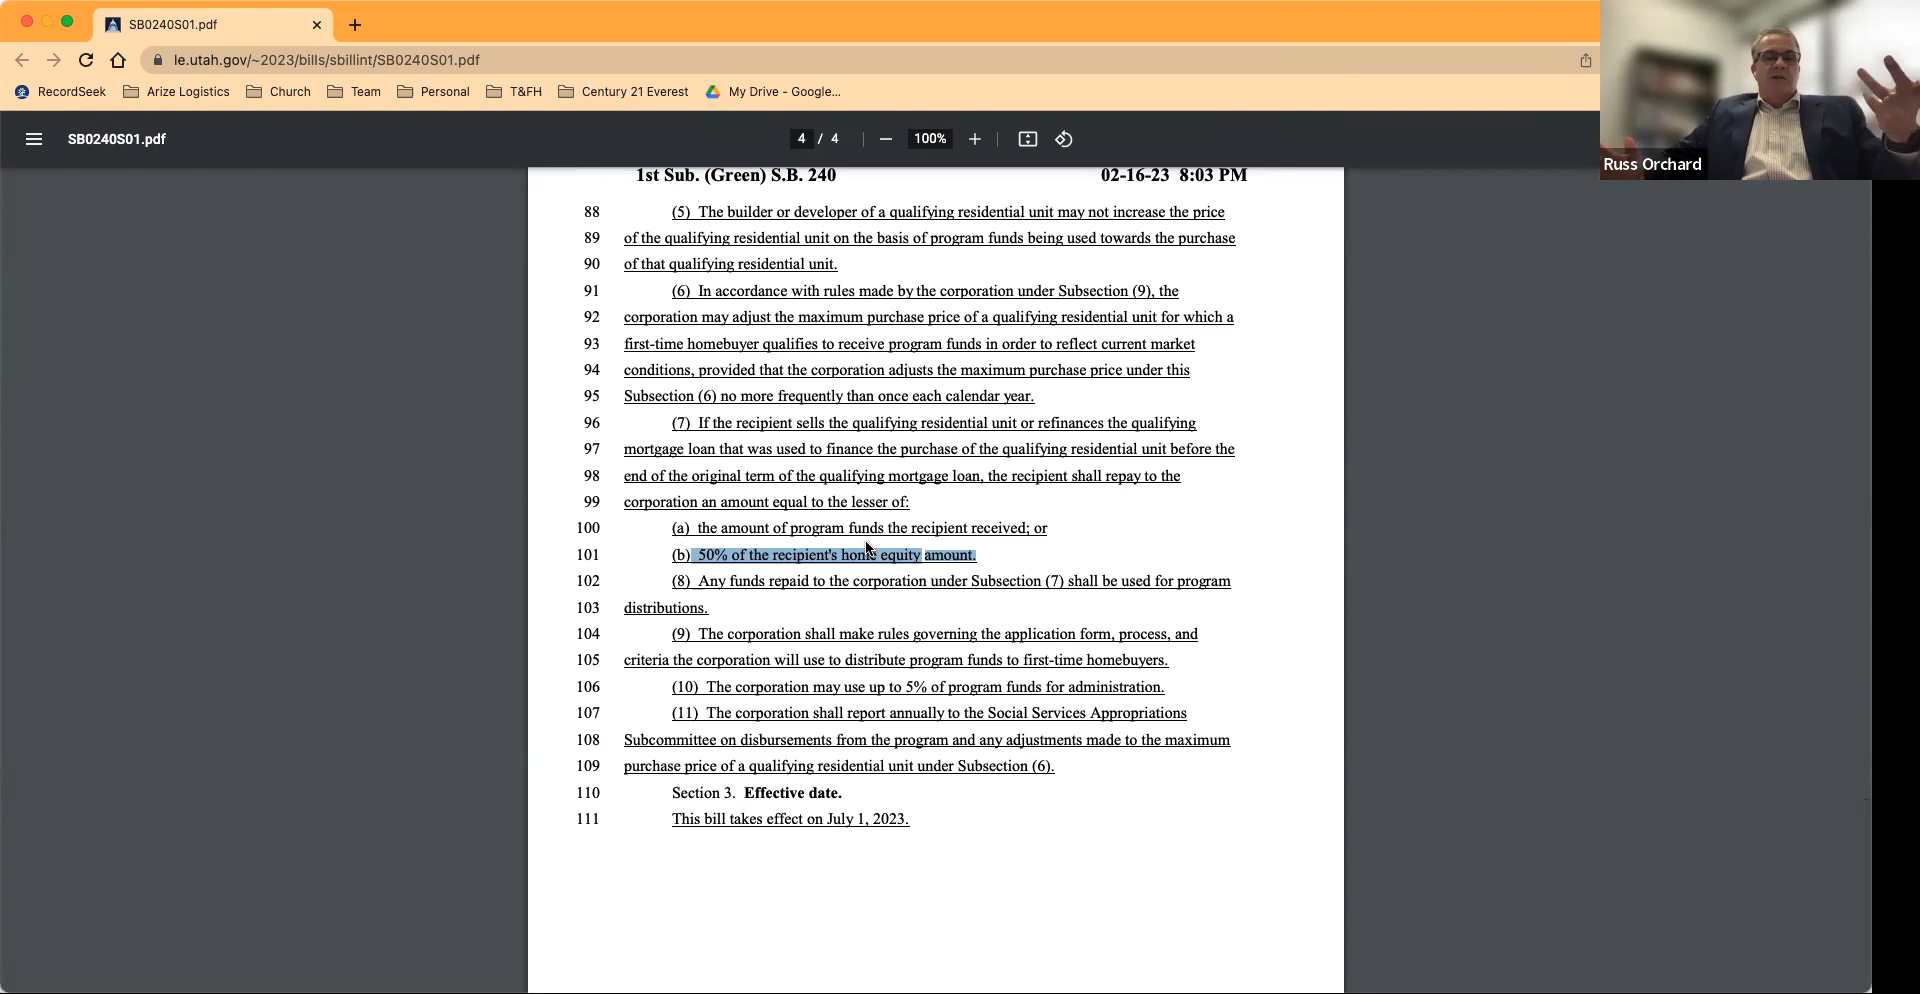 SB0240S01.pdf
le.utah.gov/~2023/bills/sbillint/SB0240S01.pdf
RecordSeek Arize Logistics Church Team Personal T&FH Century 21 Everest My Drive - Google...
SB0240S01.pdf 4 / 4 100%
Russ Orchard
1st Sub. (Green) S.B. 240 02-16-23 8:03 PM
88 (5) The builder or developer of a qualifying residential unit may not increase the price
89 of the qualifying residential unit on the basis of program funds being used towards the purchase
90 of that qualifying residential unit.
91 (6) In accordance with rules made by the corporation under Subsection (9), the
92 corporation may adjust the maximum purchase price of a qualifying residential unit for which a
93 first-time homebuyer qualifies to receive program funds in order to reflect current market
94 conditions, provided that the corporation adjusts the maximum purchase price under this
95 Subsection (6) no more frequently than once each calendar year.
96 (7) If the recipient sells the qualifying residential unit or refinances the qualifying
97 mortgage loan that was used to finance the purchase of the qualifying residential unit before the
98 end of the original term of the qualifying mortgage loan, the recipient shall repay to the
99 corporation an amount equal to the lesser of:
100 (a) the amount of program funds the recipient received; or
101 (b) 50% of the recipient's home equity amount.
102 (8) Any funds repaid to the corporation under Subsection (7) shall be used for program
103 distributions.
104 (9) The corporation shall make rules governing the application form, process, and
105 criteria the corporation will use to distribute program funds to first-time homebuyers.
106 (10) The corporation may use up to 5% of program funds for administration.
107 (11) The corporation shall report annually to the Social Services Appropriations
108 Subcommittee on disbursements from the program and any adjustments made to the maximum
109 purchase price of a qualifying residential unit under Subsection (6).
110 Section 3. Effective date.
111 This bill takes effect on July 1, 2023.